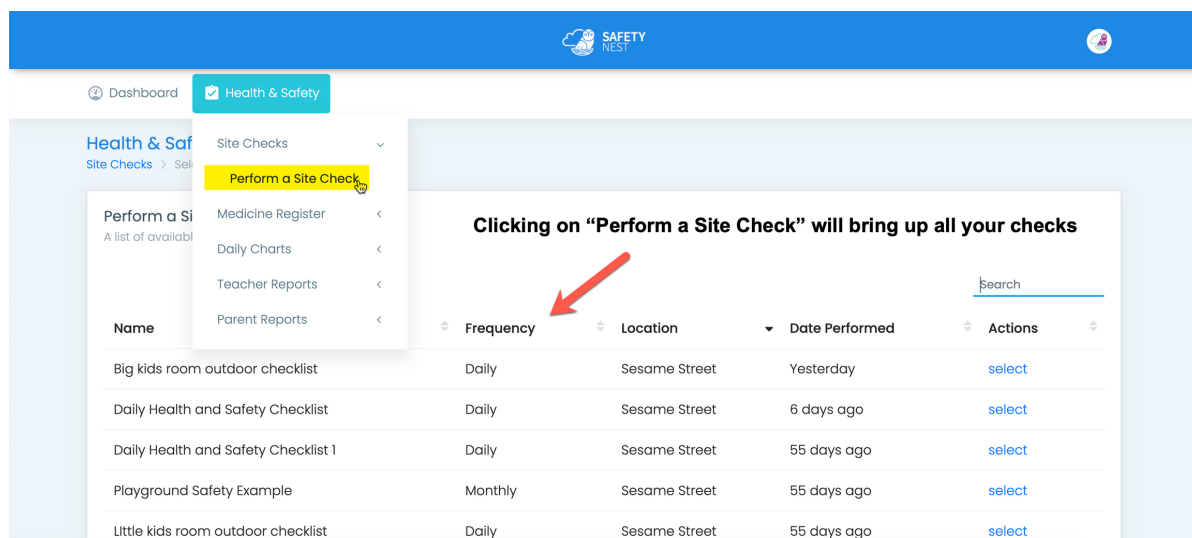 SAFETY
NEST
Dashboard
Health & Safety
Health & Saf
Site Checks > Sel
Site Checks
Perform a Site Check
Medicine Register
Daily Charts
Teacher Reports
Parent Reports
Perform a Si
A list of availabl
Clicking on “Perform a Site Check” will bring up all your checks
Search
Name Frequency Location Date Performed Actions
Big kids room outdoor checklist Daily Sesame Street Yesterday select
Daily Health and Safety Checklist Daily Sesame Street 6 days ago select
Daily Health and Safety Checklist 1 Daily Sesame Street 55 days ago select
Playground Safety Example Monthly Sesame Street 55 days ago select
LIttle kids room outdoor checklist Daily Sesame Street 55 days ago select